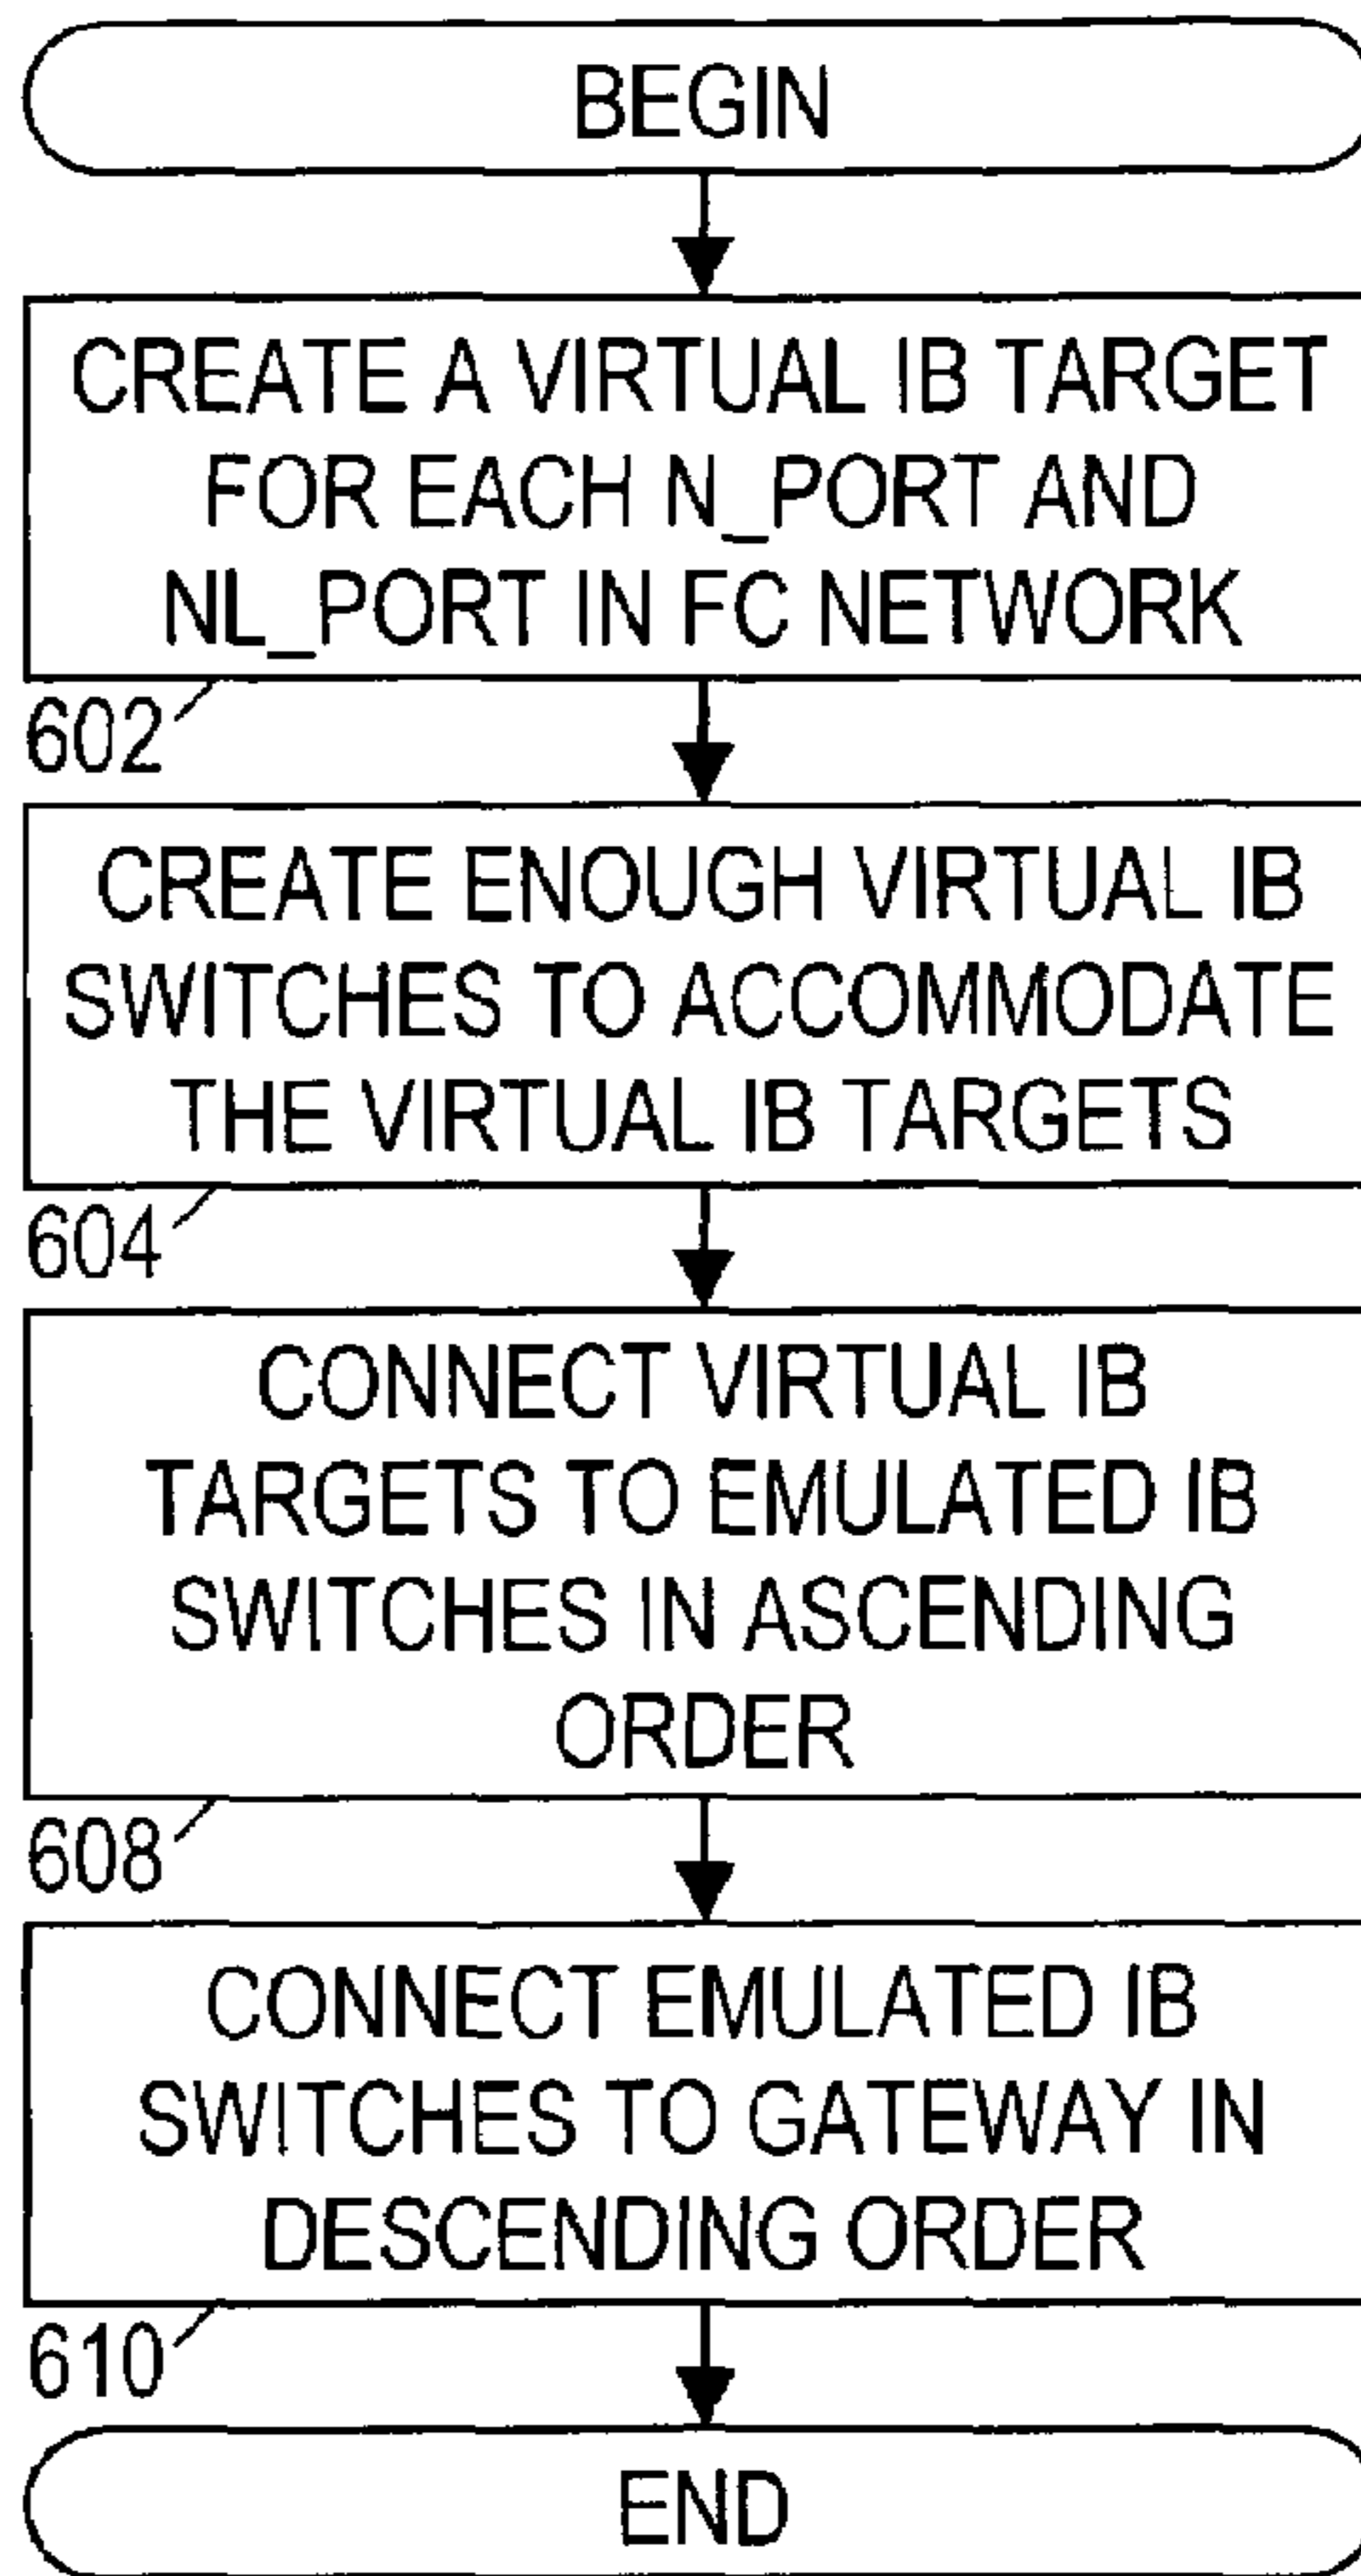 BEGIN
CREATE A VIRTUAL IB TARGET
FOR EACH N_PORT AND
NL_PORT IN FC NETWORK
602
CREATE ENOUGH VIRTUAL IB
SWITCHES TO ACCOMMODATE
THE VIRTUAL IB TARGETS
604
CONNECT VIRTUAL IB
TARGETS TO EMULATED IB
SWITCHES IN ASCENDING
ORDER
608
CONNECT EMULATED IB
SWITCHES TO GATEWAY IN
DESCENDING ORDER
610
END